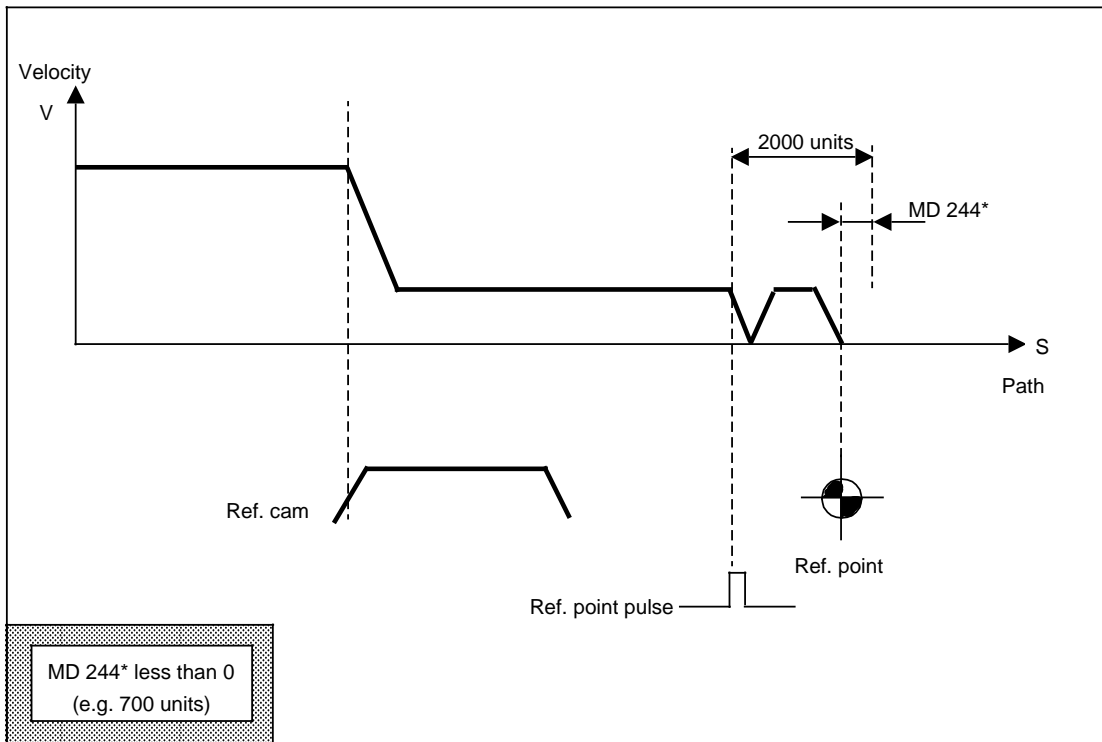 Velocity
V
2000 units
MD 244*
S
Path
Ref. cam
Ref. point
Ref. point pulse
MD 244* less than 0
(e.g. 700 units)